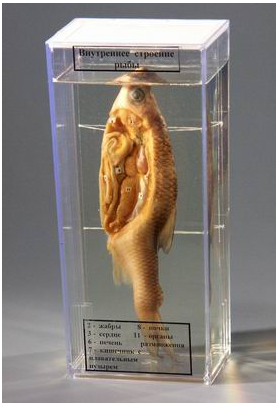 Внутреннее строение
рыбы
2 - жабры 8 - почки
3 - сердце 11 - органы
6 - печень размножения
7 - кишечник с
плавательным
пузырем